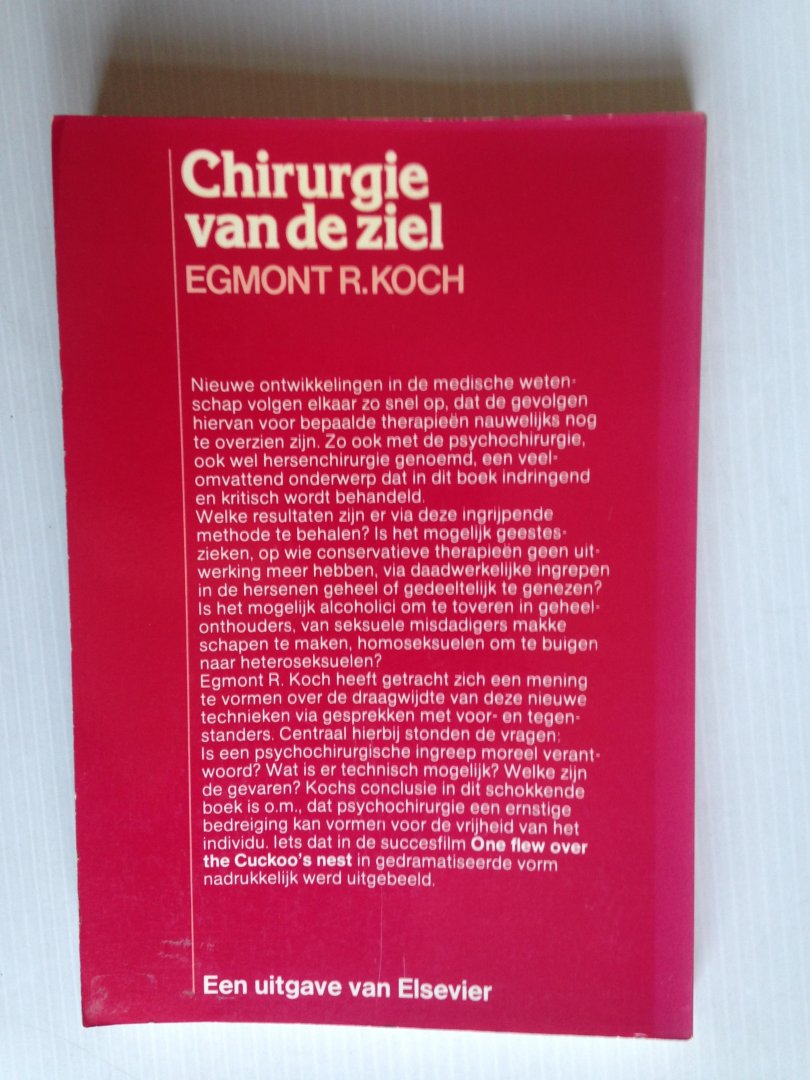 Chirurgie
van de ziel
EGMONT R. KOCH
Nieuwe ontwikkelingen in de medische weten-
schap volgen elkaar zo snel op, dat de gevolgen
hiervan voor bepaalde therapieën nauwelijks nog
te overzien zijn. Zo ook met de psychochirurgie,
ook wel hersenchirurgie genoemd, een veel-
omvattend onderwerp dat in dit boek indringend
en kritisch wordt behandeld.
Welke resultaten zijn er via deze ingrijpende
methode te behalen? Is het mogelijk geestes-
zieken, op wie conservatieve therapieën geen uit-
werking meer hebben, via daadwerkelijke ingrepen
in de hersenen geheel of gedeeltelijk te genezen?
Is het mogelijk alcoholici om te toveren in geheel-
onthouders, van seksuele misdadigers makke
schapen te maken, homoseksuelen om te buigen
naar heteroseksuelen?
Egmont R. Koch heeft getracht zich een mening
te vormen over de draagwijdte van deze nieuwe
technieken via gesprekken met voor- en tegen-
standers. Centraal hierbij stonden de vragen:
Is een psychochirurgische ingreep moreel verant-
woord? Wat is er technisch mogelijk? Welke zijn
de gevaren? Kochs conclusie in dit schokkende
boek is o.m., dat psychochirurgie een ernstige
bedreiging kan vormen voor de vrijheid van het
individu. Iets dat in de succesfilm One flew over
the Cuckoo's nest in gedramatiseerde vorm
nadrukkelijk werd uitgebeeld.
Een uitgave van Elsevier